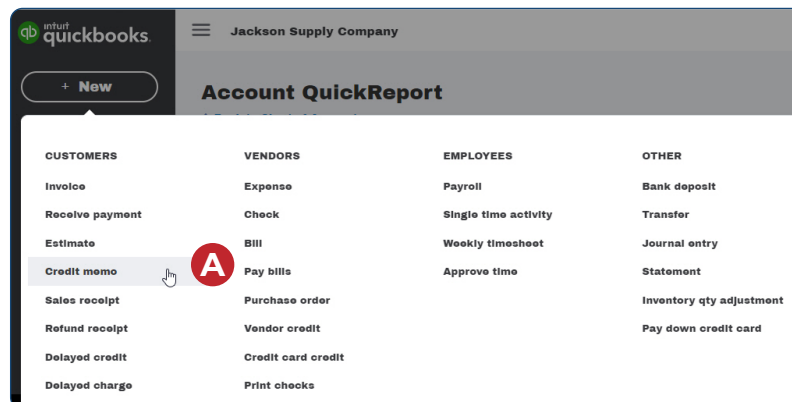 intuit
quickbooks.
Jackson Supply Company
+ New
Account QuickReport
CUSTOMERS
Invoice
Receive payment
Estimate
Credit memo
Sales receipt
Refund receipt
Delayed credit
Delayed charge
A
VENDORS
Expense
Check
Bill
Pay bills
Purchase order
Vendor credit
Credit card credit
Print checks
EMPLOYEES
Payroll
Single time activity
Weekly timesheet
Approve time
OTHER
Bank deposit
Transfer
Journal entry
Statement
Inventory qty adjustment
Pay down credit card